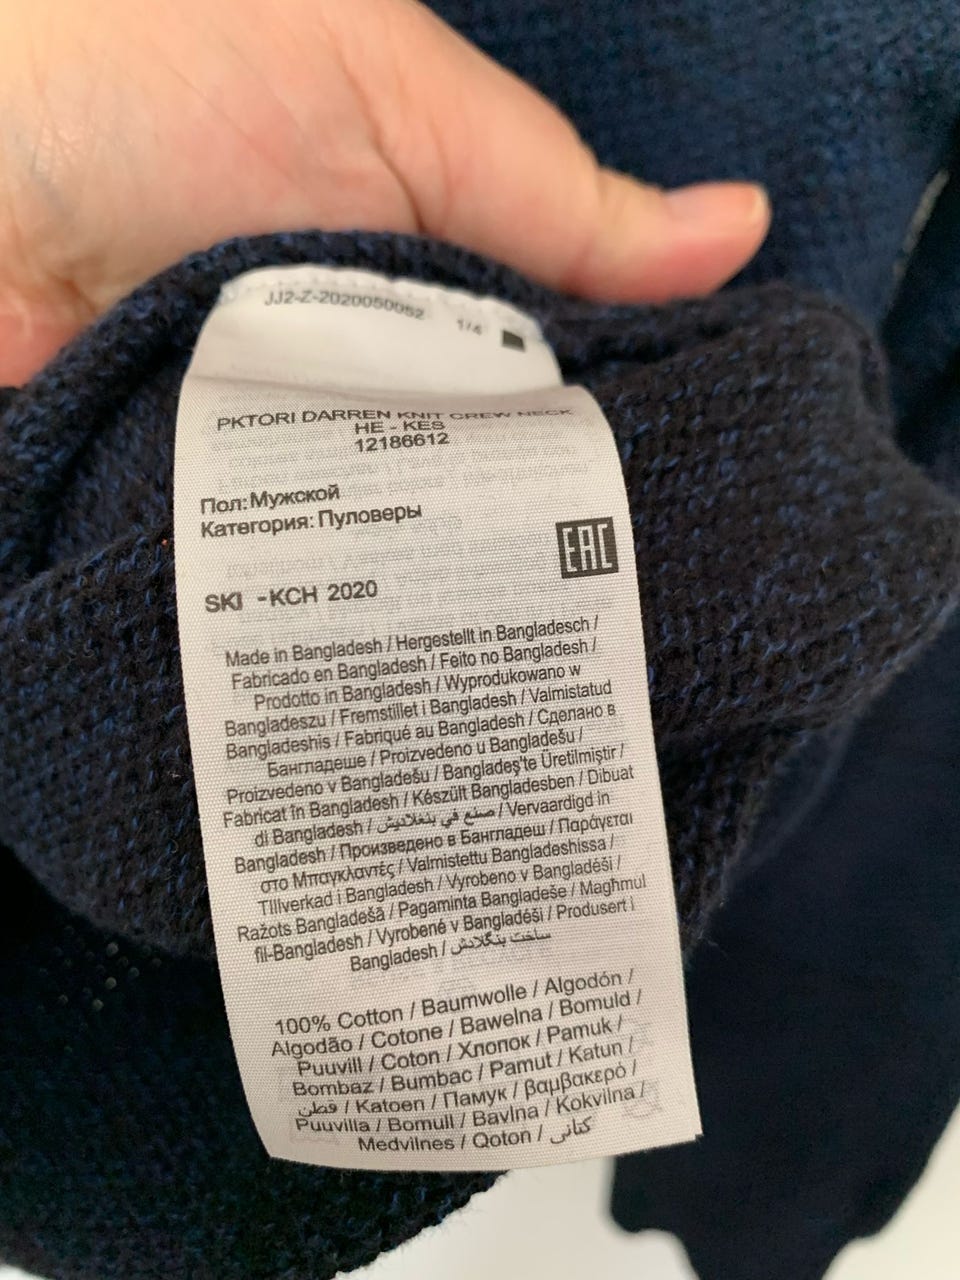 JJ2-Z-2020050052 1/4
PKTORI DARREN KNIT CREW NECK
HE - KES
12186612
Пол: Мужской
Категория: Пуловеры
EAC
SKI -KCH 2020
Made in Bangladesh / Hergestellt in Bangladesch /
Fabricado en Bangladesh / Feito no Bangladesh /
Prodotto in Bangladesh / Wyprodukowano w
Bangladeszu / Fremstillet i Bangladesh / Valmistatud
Bangladeshis / Fabriqué au Bangladesh / Сделано в
Бангладеше / Proizvedeno u Bangladešu /
Proizvedeno v Bangladešu / Bangladeş'te Üretilmiştir /
Fabricat în Bangladesh / Készült Bangladesben / Dibuat
di Bangladesh / صنع في بنغلاديش / Vervaardigd in
Bangladesh / Произведено в Бангладеш / Παράγεται
στο Μπαγκλαντές / Valmistettu Bangladeshissa /
Tillverkad i Bangladesh / Vyrobeno v Bangladéši /
Ražots Bangladešā / Pagaminta Bangladeše / Magħmul
fil-Bangladesh / Vyrobené v Bangladéši / Produsert i
Bangladesh / ساخت بنگلادش
100% Cotton / Baumwolle / Algodón /
Algodão / Cotone / Bawełna / Bomuld /
Puuvill / Coton / Хлопок / Pamuk /
Bombaž / Bumbac / Pamut / Katun /
قطن / Katoen / Памук / βαμβακερό /
Puuvilla / Bomull / Bavlna / Kokvilna /
Medvilnės / Qoton / کتانی